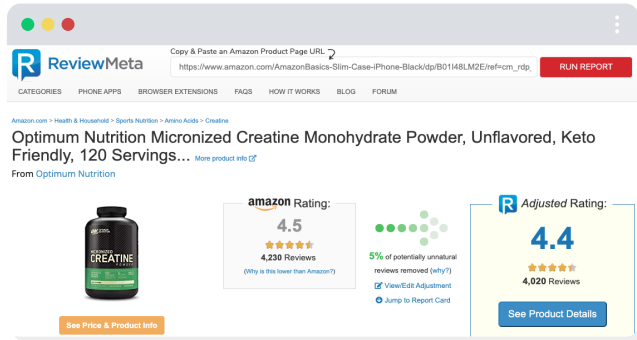 Copy & Paste an Amazon Product Page URL
ReviewMeta
https://www.amazon.com/AmazonBasics-Slim-Case-iPhone-Black/dp/B01I48LM2E/ref=cm_rdp_
RUN REPORT
CATEGORIES PHONE APPS BROWSER EXTENSIONS FAQS HOW IT WORKS BLOG FORUM
Amazon.com > Health & Household > Sports Nutrition > Amino Acids > Creatine
Optimum Nutrition Micronized Creatine Monohydrate Powder, Unflavored, Keto
Friendly, 120 Servings... More product info
From Optimum Nutrition
MICRONIZED
CREATINE
POWDER
See Price & Product Info
amazon Rating:
4.5
4,230 Reviews
(Why is this lower than Amazon?)
5% of potentially unnatural
reviews removed (why?)
View/Edit Adjustment
Jump to Report Card
R Adjusted Rating:
4.4
4,020 Reviews
See Product Details